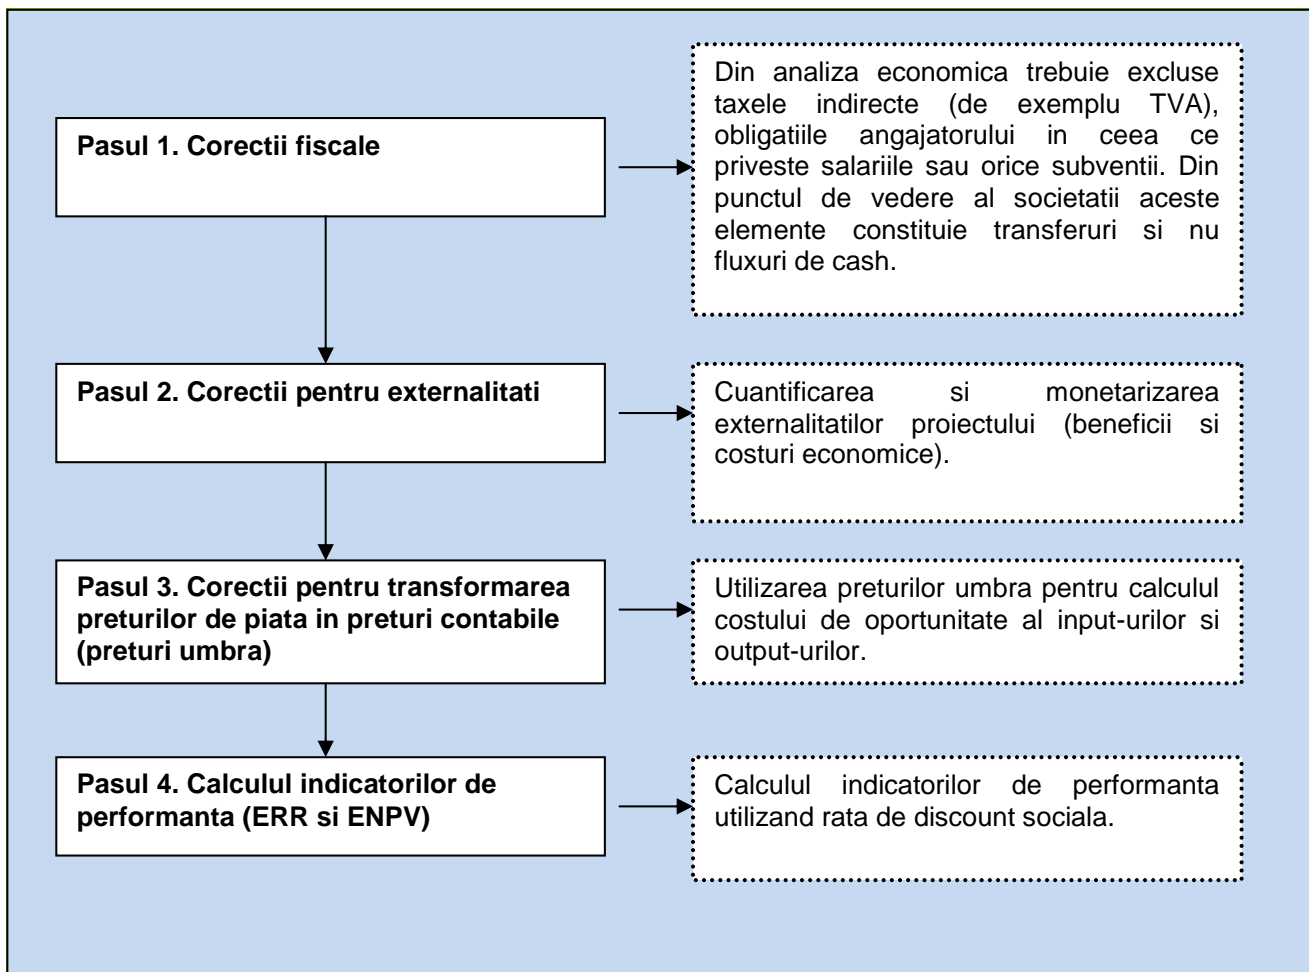 Pasul 1. Corectii fiscale
Din analiza economica trebuie excluse
taxele indirecte (de exemplu TVA),
obligatiile angajatorului in ceea ce
priveste salariile sau orice subventii. Din
punctul de vedere al societatii aceste
elemente constituie transferuri si nu
fluxuri de cash.
Pasul 2. Corectii pentru externalitati
Cuantificarea si monetarizarea
externalitatilor proiectului (beneficii si
costuri economice).
Pasul 3. Corectii pentru transformarea
preturilor de piata in preturi contabile
(preturi umbra)
Utilizarea preturilor umbra pentru calculul
costului de oportunitate al input-urilor si
output-urilor.
Pasul 4. Calculul indicatorilor de
performanta (ERR si ENPV)
Calculul indicatorilor de performanta
utilizand rata de discount sociala.